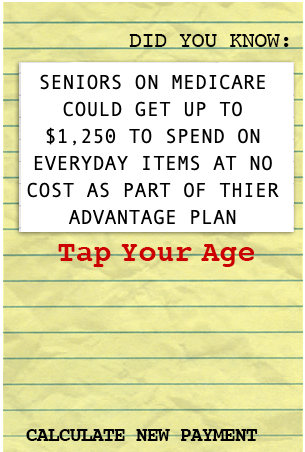 DID YOU KNOW:
SENIORS ON MEDICARE
COULD GET UP TO
$1,250 TO SPEND ON
EVERYDAY ITEMS AT NO
COST AS PART OF THIER
ADVANTAGE PLAN
Tap Your Age
CALCULATE NEW PAYMENT